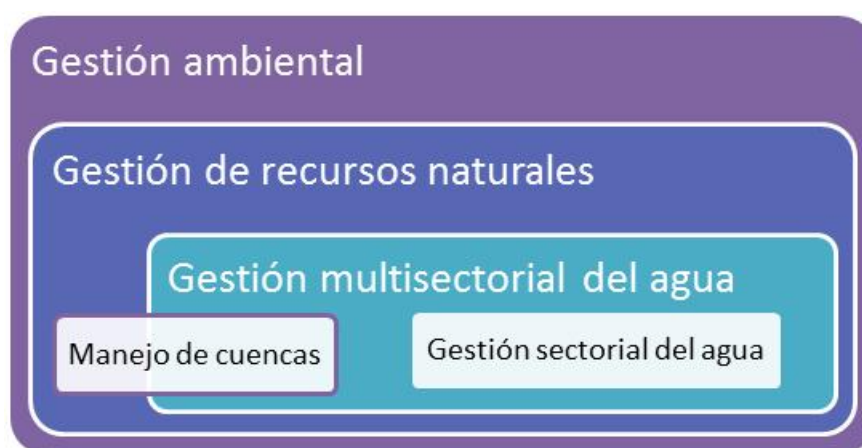 Gestión ambiental
Gestión de recursos naturales
Gestión multisectorial del agua
Manejo de cuencas
Gestión sectorial del agua